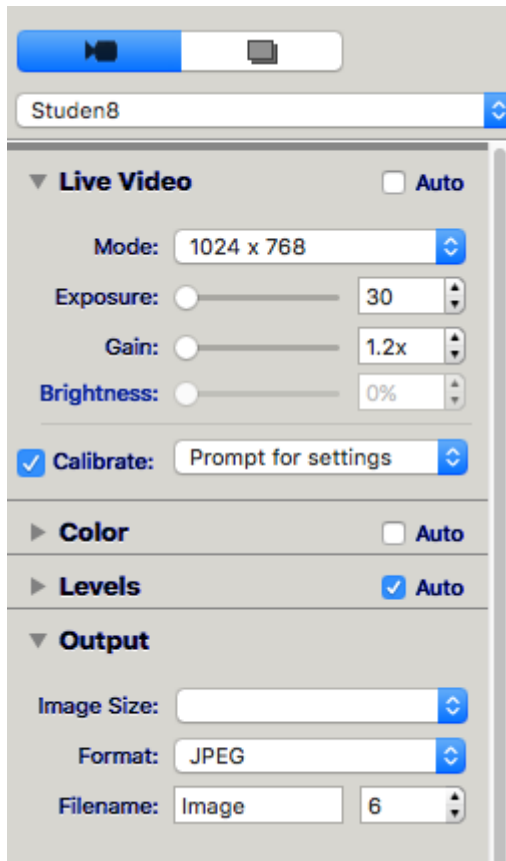 Studen8
Live Video Auto
Mode: 1024 x 768
Exposure: 30
Gain: 1.2x
Brightness: 0%
Calibrate: Prompt for settings
Color Auto
Levels Auto
Output
Image Size:
Format: JPEG
Filename: Image 6